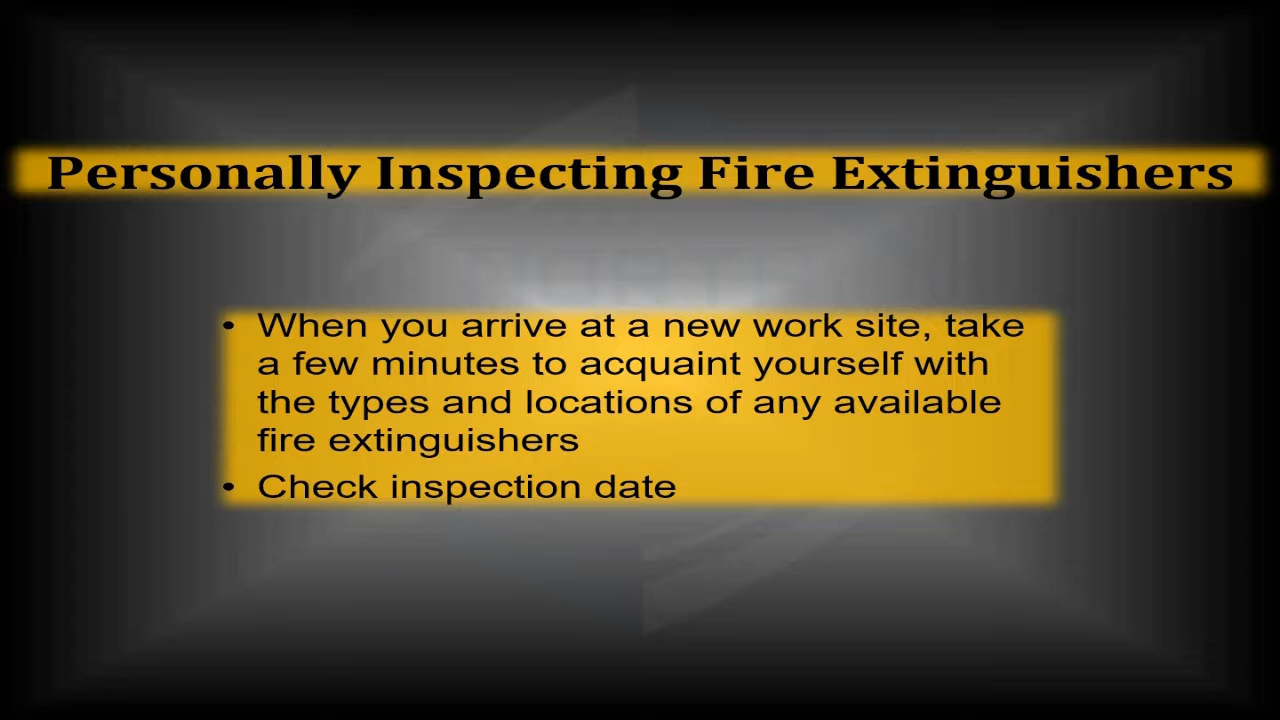 Personally Inspecting Fire Extinguishers
• When you arrive at a new work site, take
a few minutes to acquaint yourself with
the types and locations of any available
fire extinguishers
• Check inspection date